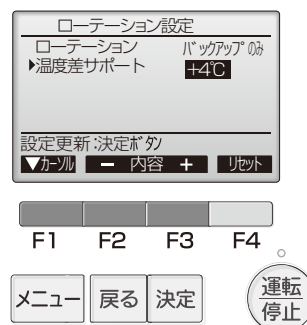 ローテーション設定
ローテーション バックアップのみ
▶温度差サポート +4℃
設定更新:決定ボタン
▼カーソル − 内容 + リセット
F1 F2 F3 F4
メニュー 戻る 決定 運転
停止